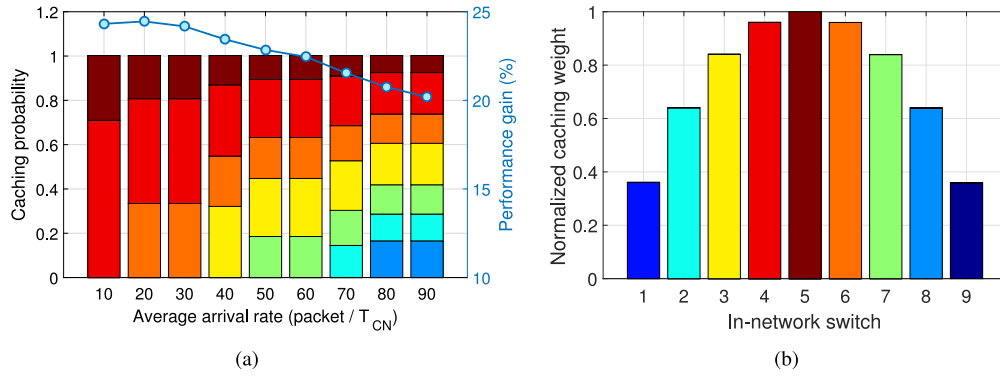 1.2
1
0.8
0.6
0.4
0.2
0
Caching probability
25
20
15
10
Performance gain (%)
10 20 30 40 50 60 70 80 90
Average arrival rate (packet / T_CN)
(a)
1
0.8
0.6
0.4
0.2
0
Normalized caching weight
1 2 3 4 5 6 7 8 9
In-network switch
(b)